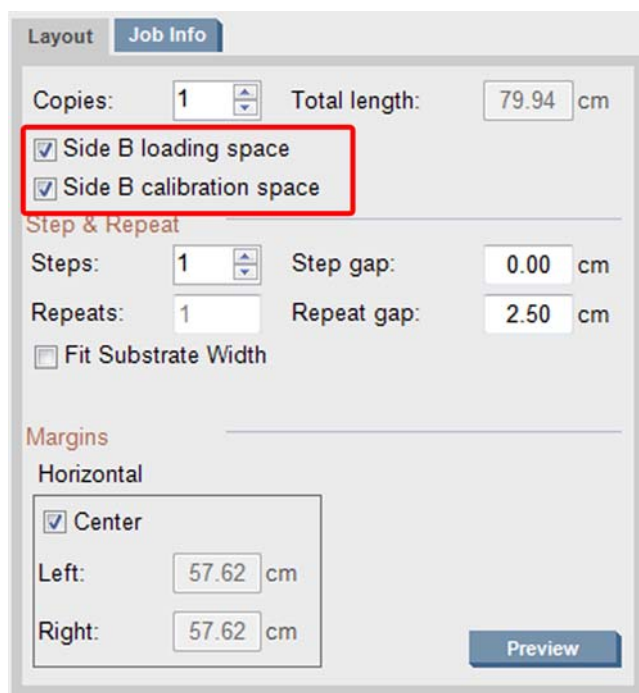 Layout Job Info
Copies: 1 Total length: 79.94 cm
Side B loading space
Side B calibration space
Step & Repeat
Steps: 1 Step gap: 0.00 cm
Repeats: 1 Repeat gap: 2.50 cm
Fit Substrate Width
Margins
Horizontal
Center
Left: 57.62 cm
Right: 57.62 cm
Preview